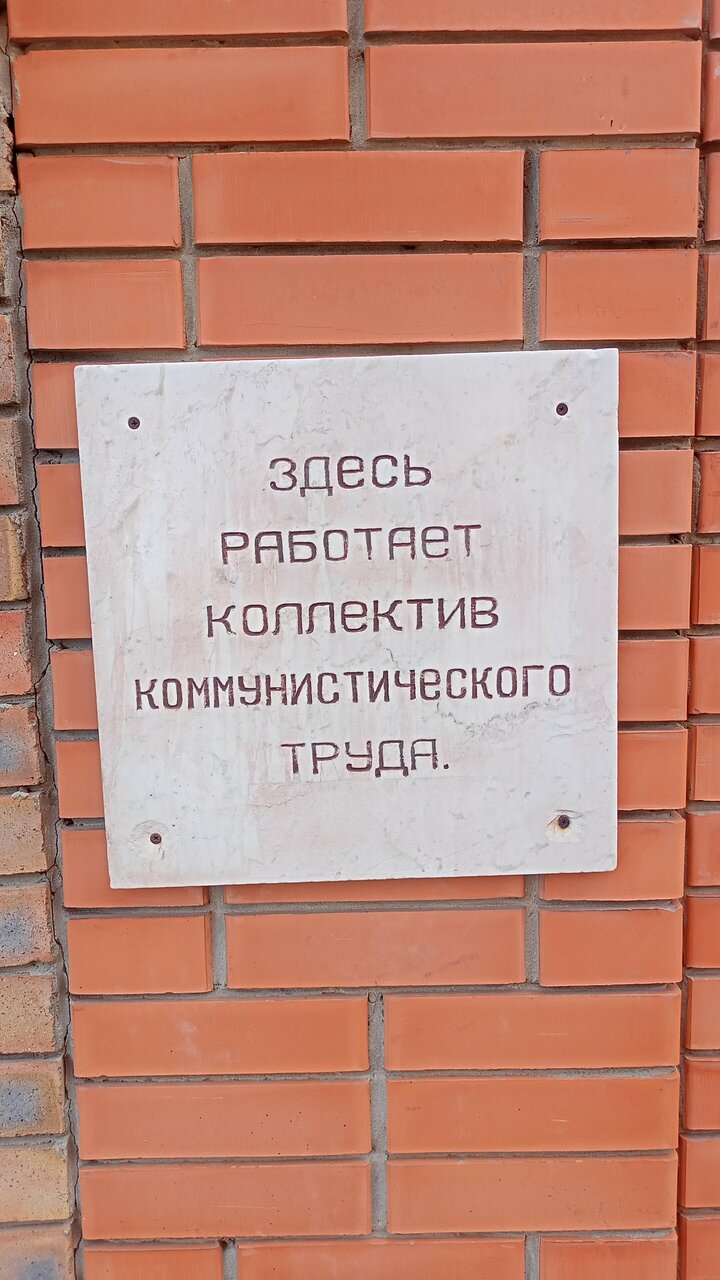 ЗДЕСЬ
РАБОТАЕТ
КОЛЛЕКТИВ
КОММУНИСТИЧЕСКОГО
ТРУДА.